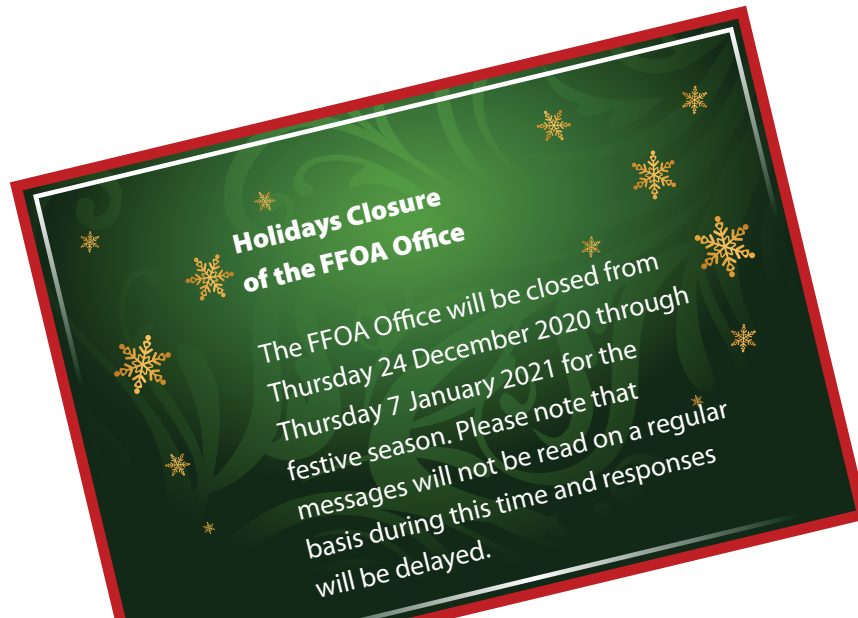 Holidays Closure
of the FFOA Office
The FFOA Office will be closed from
Thursday 24 December 2020 through
Thursday 7 January 2021 for the
festive season. Please note that
messages will not be read on a regular
basis during this time and responses
will be delayed.